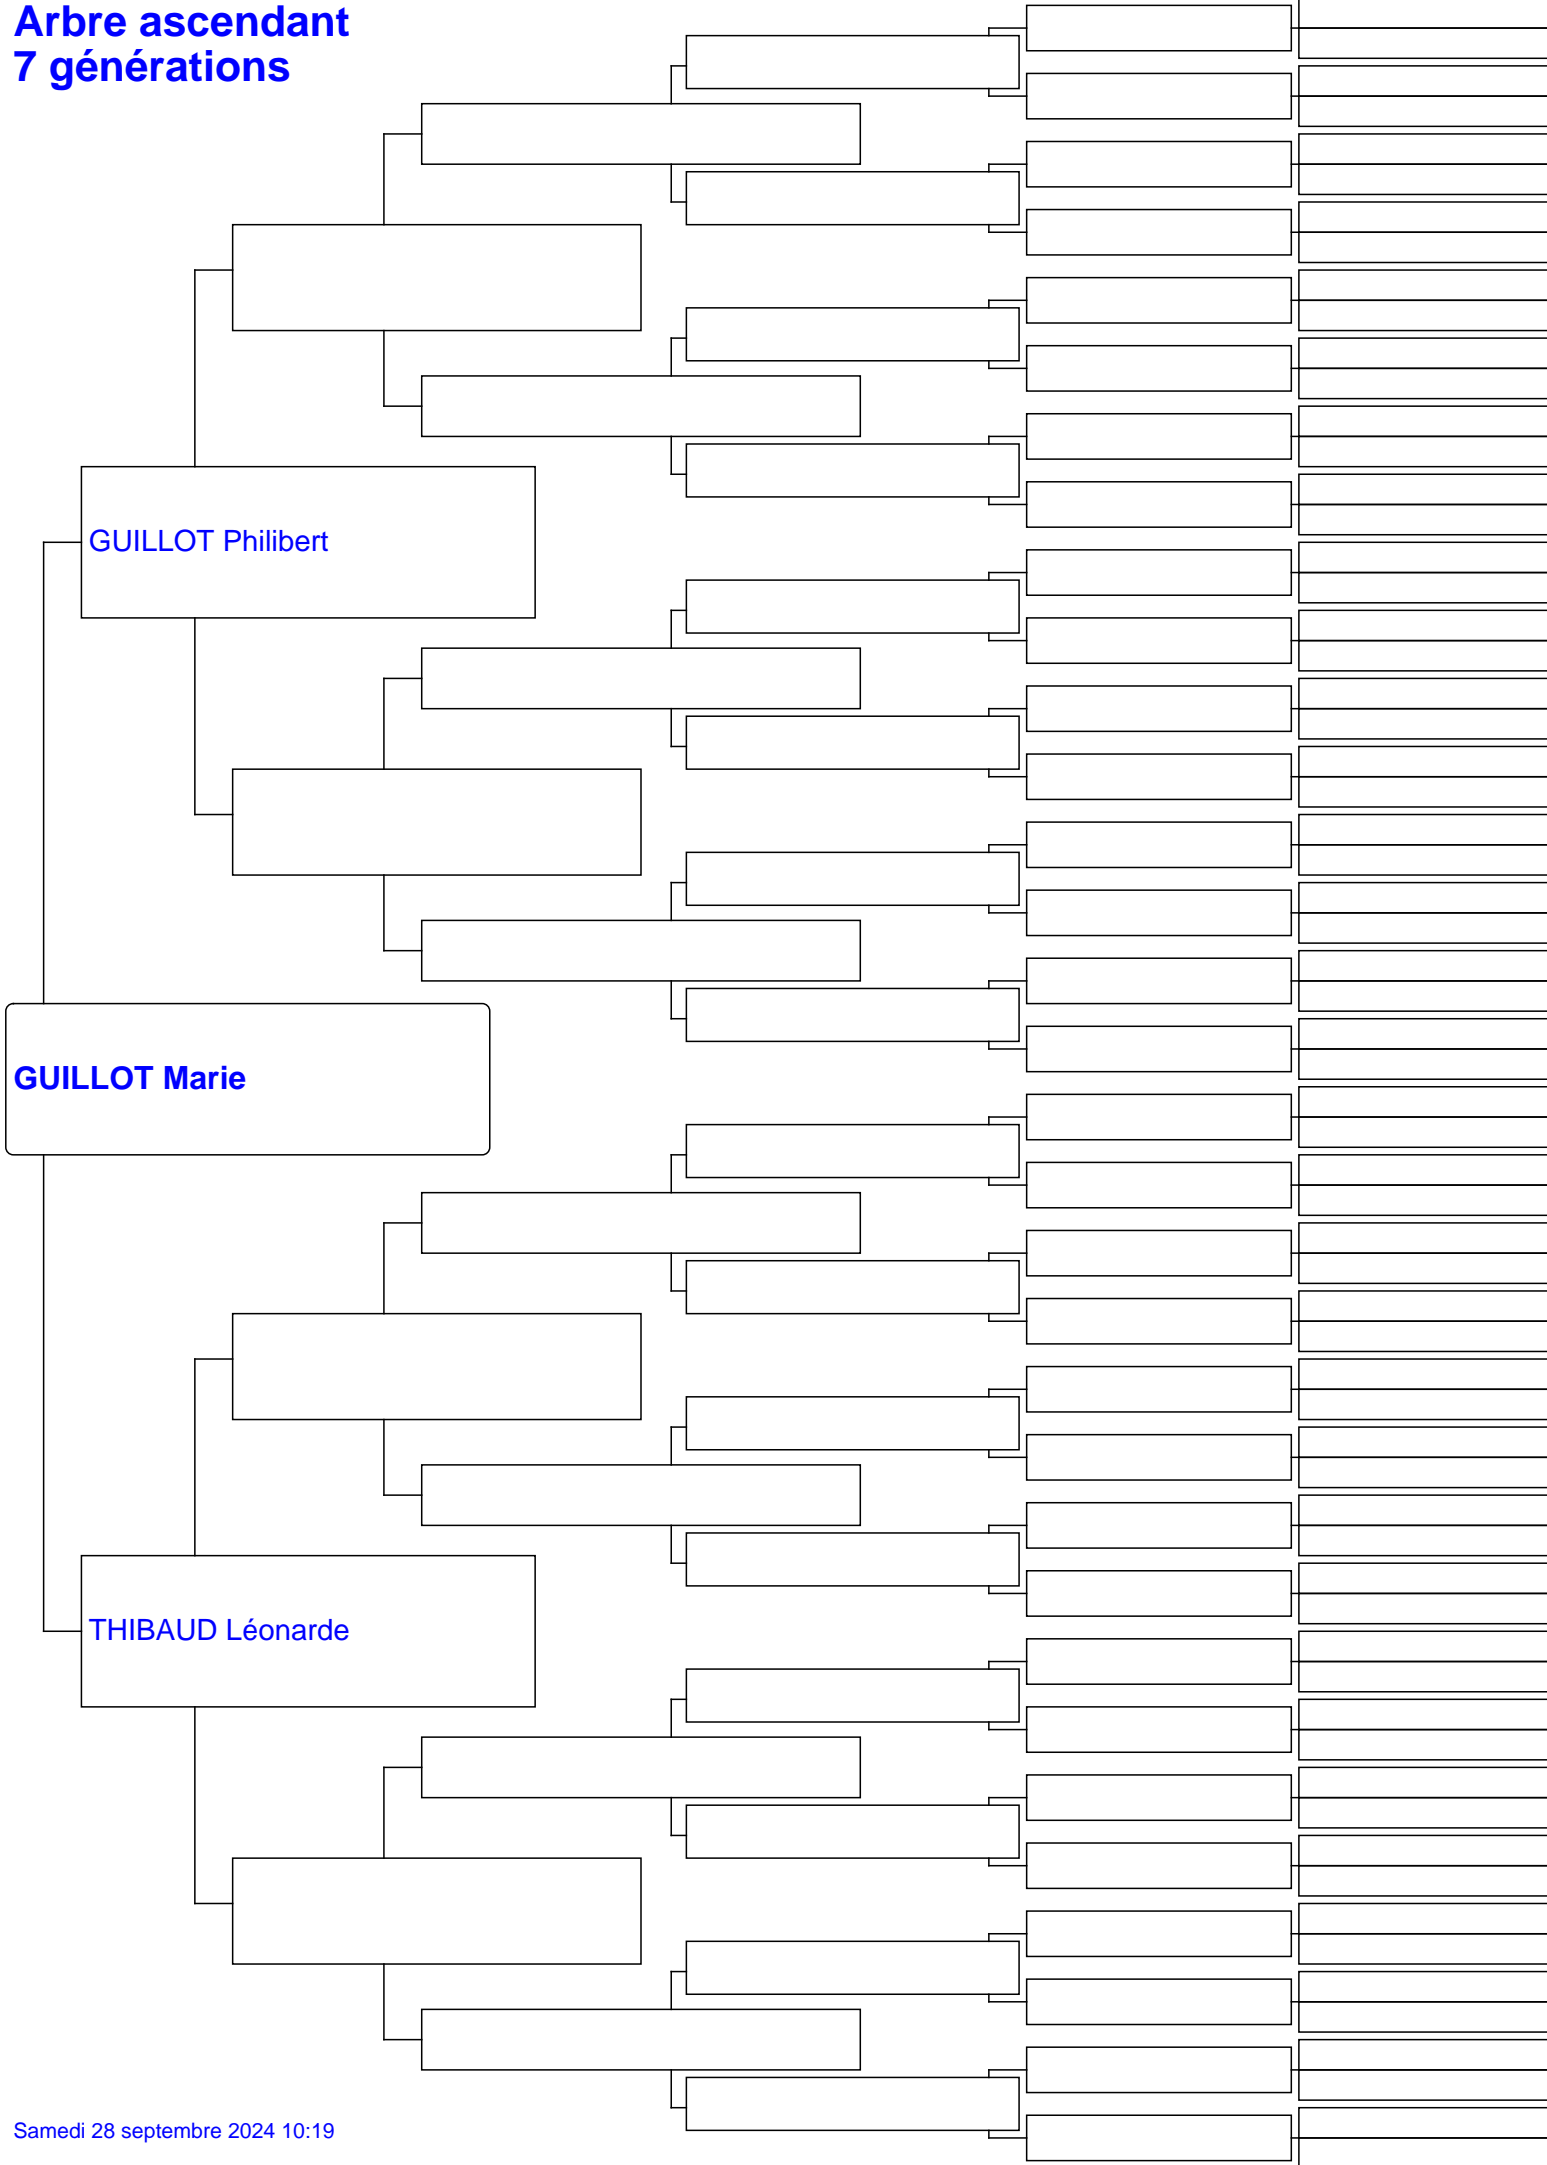 Arbre ascendant
7 générations
GUILLOT Philibert
GUILLOT Marie
THIBAUD Léonarde
Samedi 28 septembre 2024 10:19